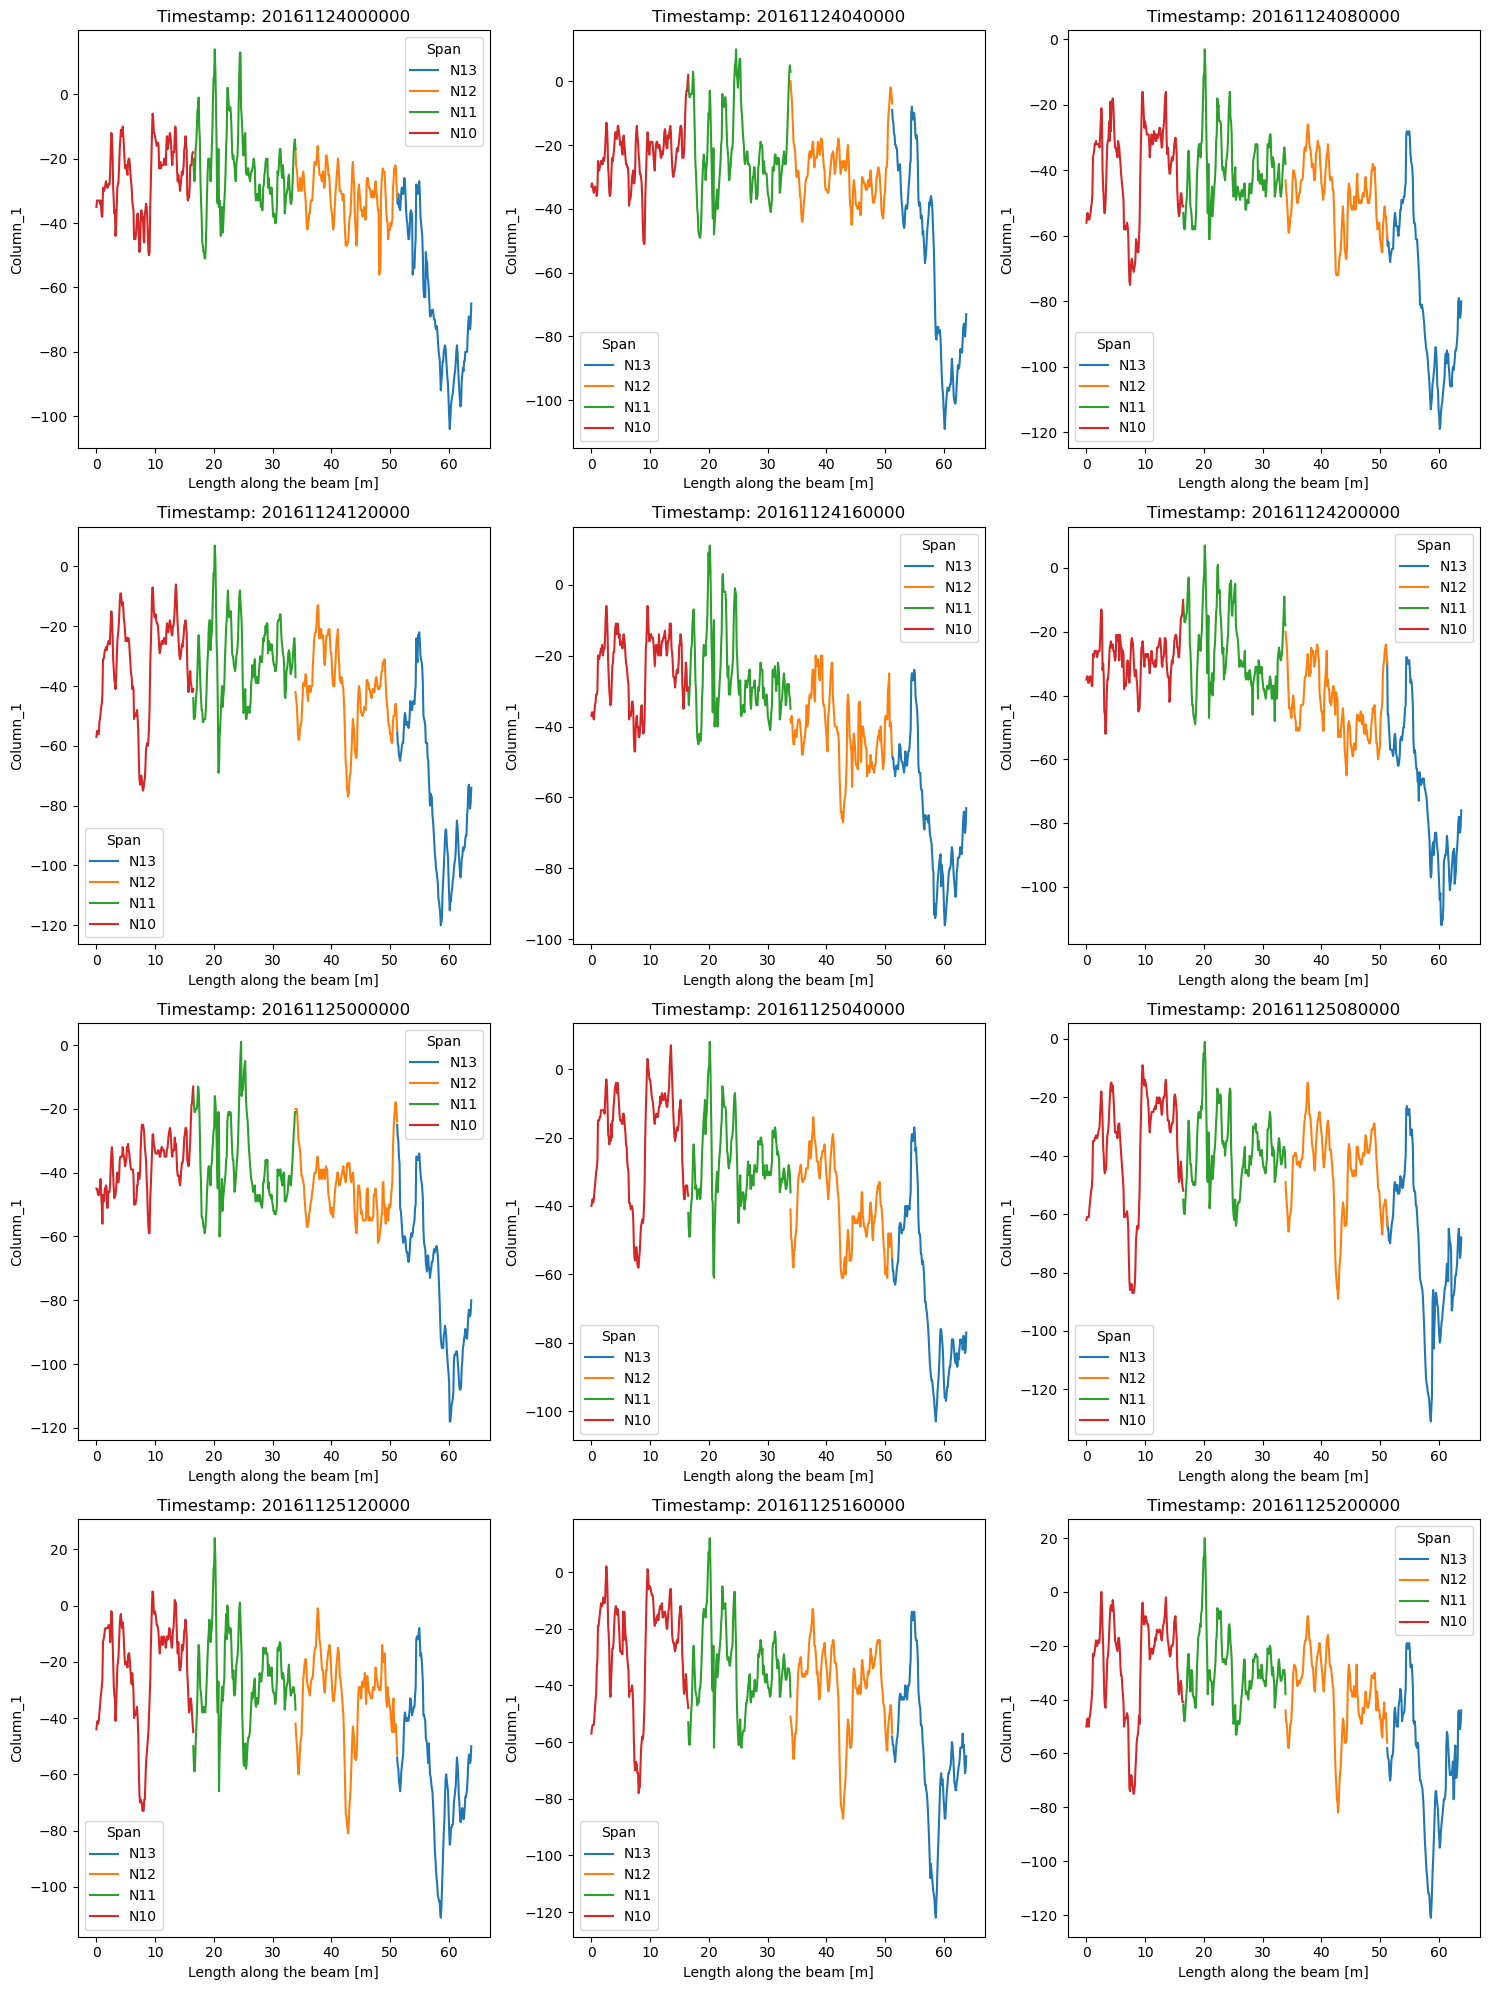 Timestamp: 20161124000000
Column_1
0
−20
−40
−60
−80
−100
Span
N13
N12
N11
N10
0 10 20 30 40 50 60
Length along the beam [m]
Timestamp: 20161124040000
Column_1
0
−20
−40
−60
−80
−100
Span
N13
N12
N11
N10
0 10 20 30 40 50 60
Length along the beam [m]
Timestamp: 20161124080000
Column_1
0
−20
−40
−60
−80
−100
−120
Span
N13
N12
N11
N10
0 10 20 30 40 50 60
Length along the beam [m]
Timestamp: 20161124120000
Column_1
0
−20
−40
−60
−80
−100
−120
Span
N13
N12
N11
N10
0 10 20 30 40 50 60
Length along the beam [m]
Timestamp: 20161124160000
Column_1
0
−20
−40
−60
−80
−100
Span
N13
N12
N11
N10
0 10 20 30 40 50 60
Length along the beam [m]
Timestamp: 20161124200000
Column_1
0
−20
−40
−60
−80
−100
Span
N13
N12
N11
N10
0 10 20 30 40 50 60
Length along the beam [m]
Timestamp: 20161125000000
Column_1
0
−20
−40
−60
−80
−100
−120
Span
N13
N12
N11
N10
0 10 20 30 40 50 60
Length along the beam [m]
Timestamp: 20161125040000
Column_1
0
−20
−40
−60
−80
−100
Span
N13
N12
N11
N10
0 10 20 30 40 50 60
Length along the beam [m]
Timestamp: 20161125080000
Column_1
0
−20
−40
−60
−80
−100
−120
Span
N13
N12
N11
N10
0 10 20 30 40 50 60
Length along the beam [m]
Timestamp: 20161125120000
Column_1
20
0
−20
−40
−60
−80
−100
Span
N13
N12
N11
N10
0 10 20 30 40 50 60
Length along the beam [m]
Timestamp: 20161125160000
Column_1
0
−20
−40
−60
−80
−100
−120
Span
N13
N12
N11
N10
0 10 20 30 40 50 60
Length along the beam [m]
Timestamp: 20161125200000
Column_1
20
0
−20
−40
−60
−80
−100
−120
Span
N13
N12
N11
N10
0 10 20 30 40 50 60
Length along the beam [m]